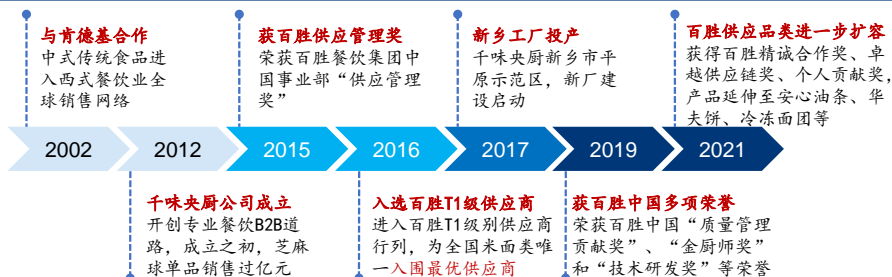 与肯德基合作
中式传统食品进
入西式餐饮业全
球销售网络
获百胜供应管理奖
荣获百胜餐饮集团中
国事业部“供应管理
奖”
新乡工厂投产
千味央厨新乡市平
原示范区，新厂建
设启动
百胜供应品类进一步扩容
获得百胜精诚合作奖、卓
越供应链奖、个人贡献奖，
产品延伸至安心油条、华
夫饼、冷冻面团等
2002
2012
2015
2016
2017
2019
2021
千味央厨公司成立
开创专业餐饮B2B道
路，成立之初，芝麻
球单品销售过亿元
入选百胜T1级供应商
进入百胜T1级别供应商
行列，为全国米面类唯
一入围最优供应商
获百胜中国多项荣誉
荣获百胜中国“质量管理
贡献奖”、“金厨师奖”
和“技术研发奖”等荣誉